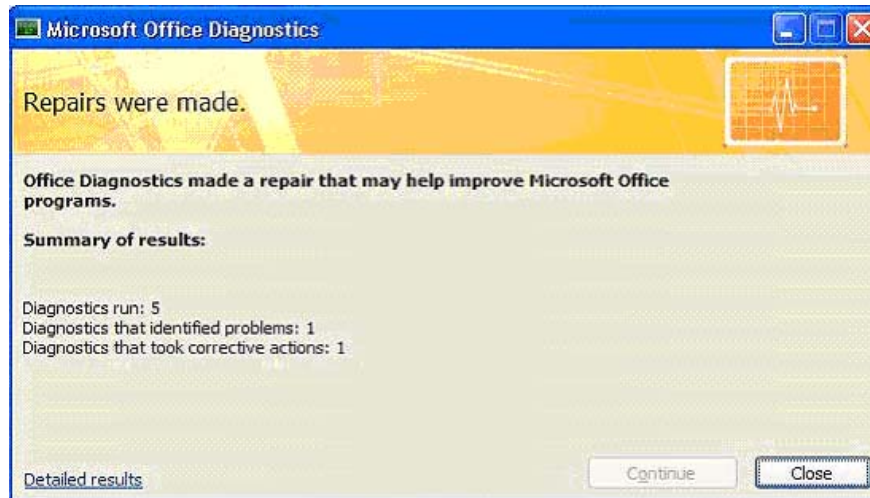 Microsoft Office Diagnostics
Repairs were made.
Office Diagnostics made a repair that may help improve Microsoft Office
programs.
Summary of results:
Diagnostics run: 5
Diagnostics that identified problems: 1
Diagnostics that took corrective actions: 1
Detailed results
Continue
Close